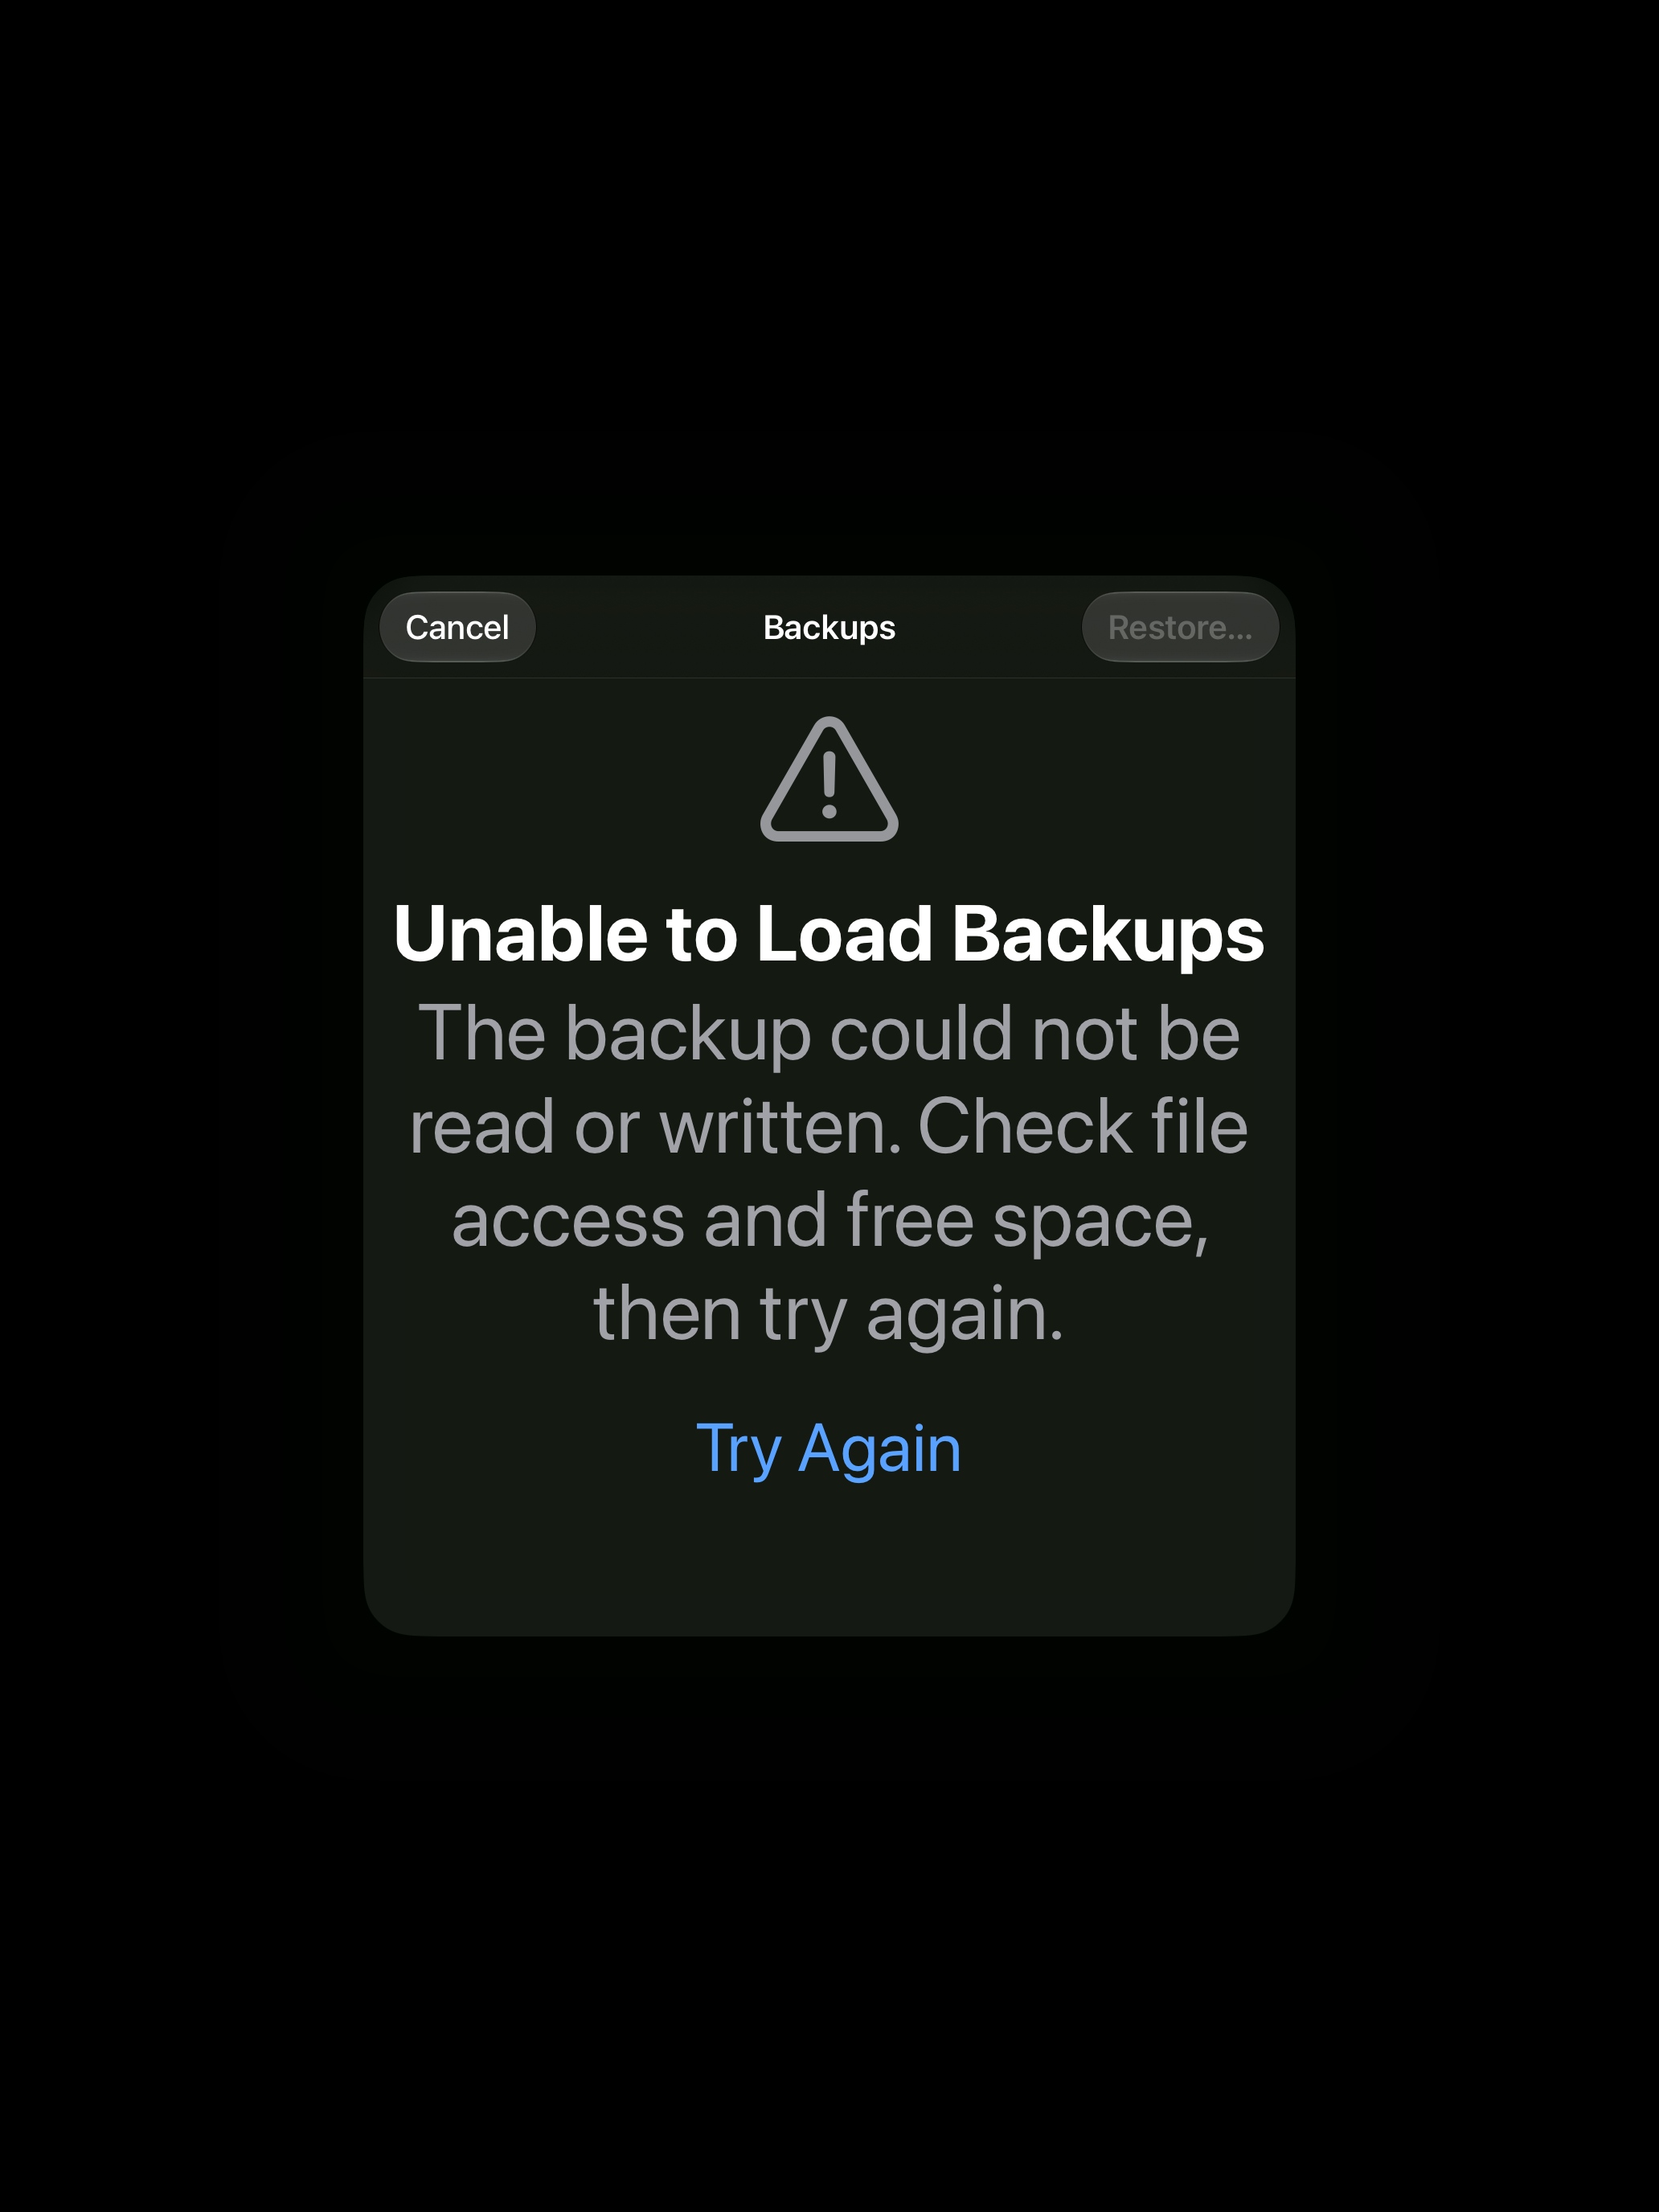 Cancel
Backups
Restore...
Unable to Load Backups
The backup could not be
read or written. Check file
access and free space,
then try again.
Try Again